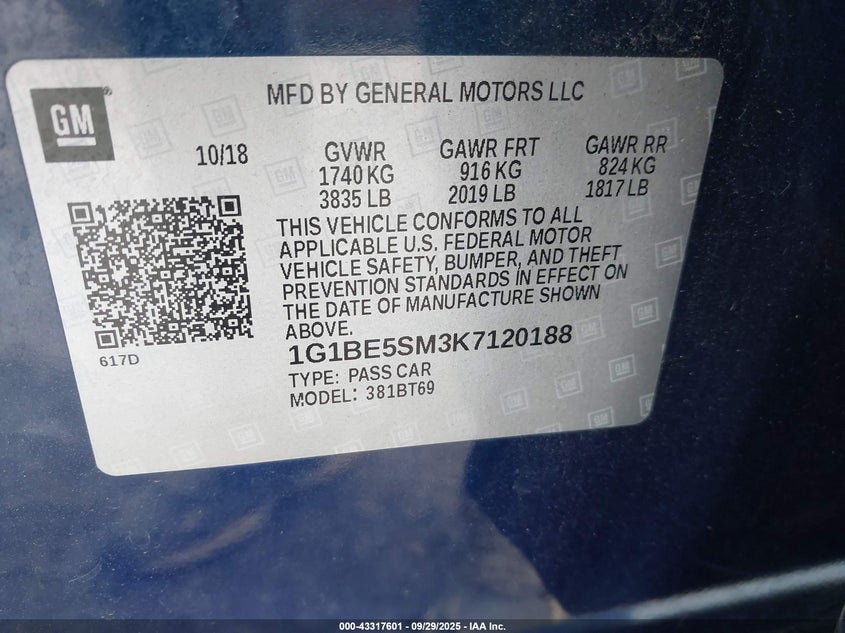 GM
MFD BY GENERAL MOTORS LLC
10/18 GVWR GAWR FRT GAWR RR
1740 KG 916 KG 824 KG
3835 LB 2019 LB 1817 LB
THIS VEHICLE CONFORMS TO ALL
APPLICABLE U.S. FEDERAL MOTOR
VEHICLE SAFETY, BUMPER, AND THEFT
PREVENTION STANDARDS IN EFFECT ON
THE DATE OF MANUFACTURE SHOWN
ABOVE.
617D
1G1BE5SM3K7120188
TYPE: PASS CAR
MODEL: 381BT69
000-43317601 - 09/29/2025 - IAA Inc.